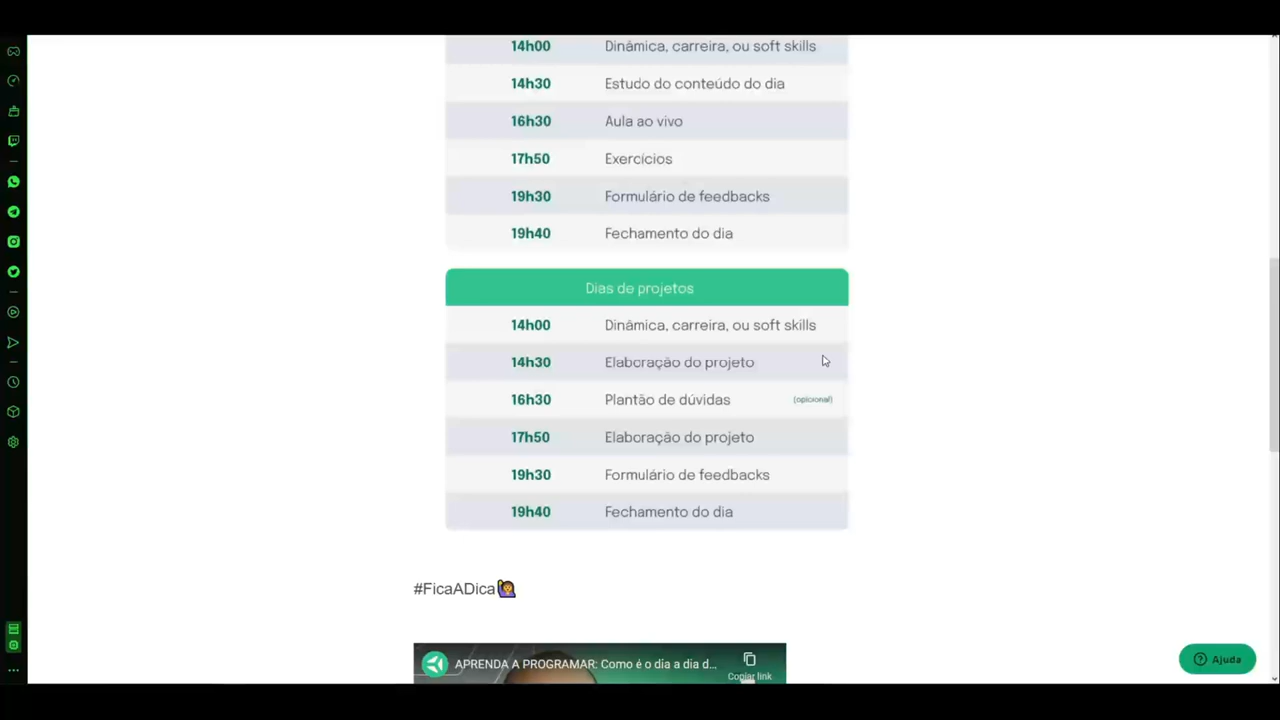 14h00 Dinâmica, carreira, ou soft skills
14h30 Estudo do conteúdo do dia
16h30 Aula ao vivo
17h50 Exercícios
19h30 Formulário de feedbacks
19h40 Fechamento do dia
Dias de projetos
14h00 Dinâmica, carreira, ou soft skills
14h30 Elaboração do projeto
16h30 Plantão de dúvidas (opicional)
17h50 Elaboração do projeto
19h30 Formulário de feedbacks
19h40 Fechamento do dia
#FicaADica🙋
APRENDA A PROGRAMAR: Como é o dia a dia d...
Copiar link
Ajuda